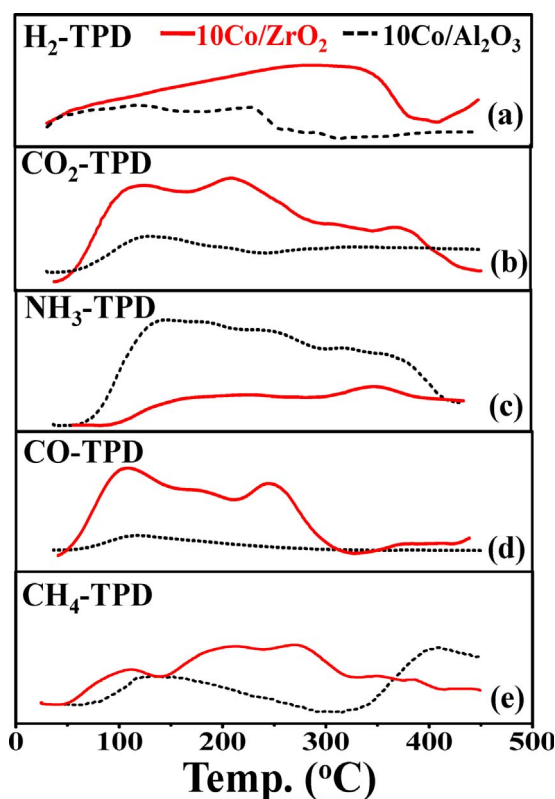 H₂-TPD 10Co/ZrO₂ 10Co/Al₂O₃
(a)
CO₂-TPD
(b)
NH₃-TPD
(c)
CO-TPD
(d)
CH₄-TPD
(e)
0 100 200 300 400 500
Temp. (°C)